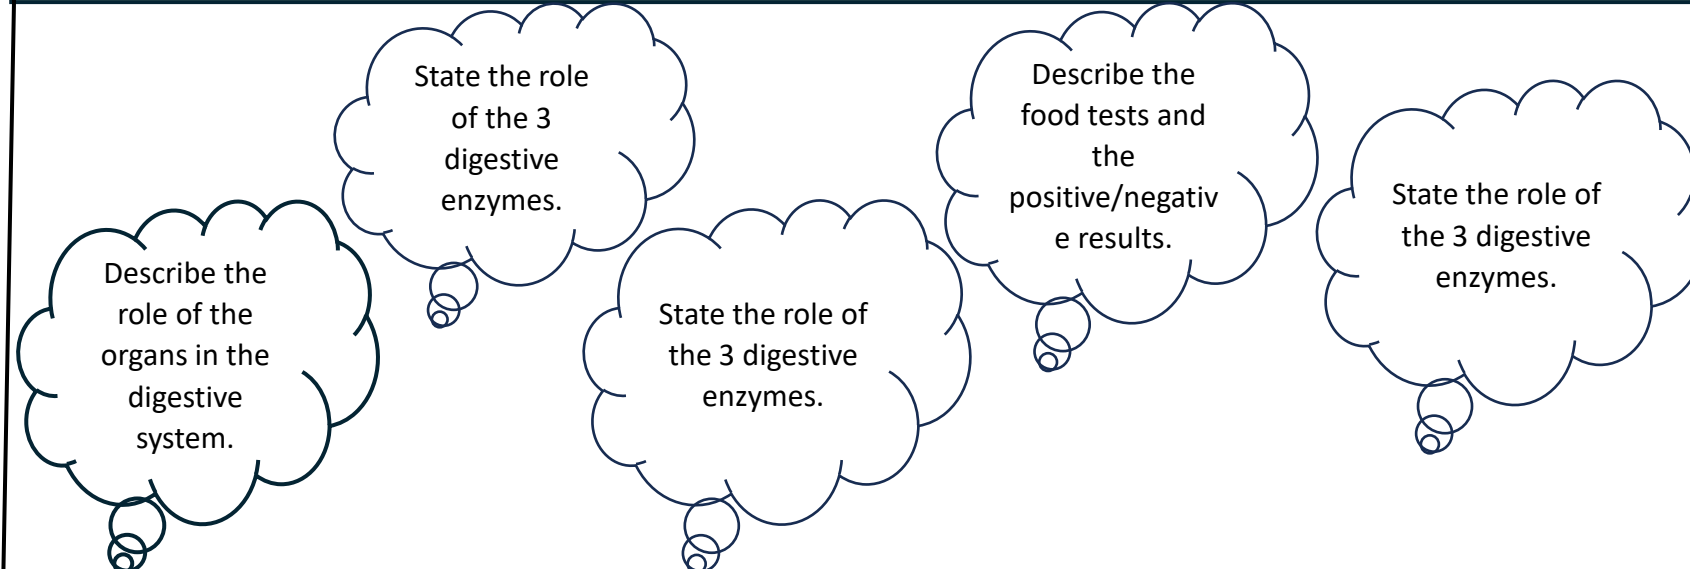 Describe the
role of the
organs in the
digestive
system.
State the role
of the 3
digestive
enzymes.
State the role of
the 3 digestive
enzymes.
Describe the
food tests and
the
positive/negativ
e results.
State the role of
the 3 digestive
enzymes.